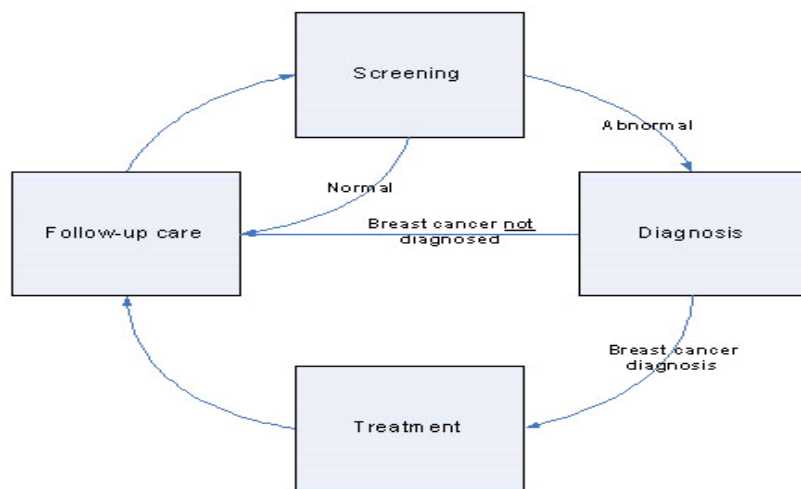 Screening
Abnormal
Normal
Follow-up care
Breast cancer not
diagnosed
Diagnosis
Breast cancer
diagnosis
Treatment